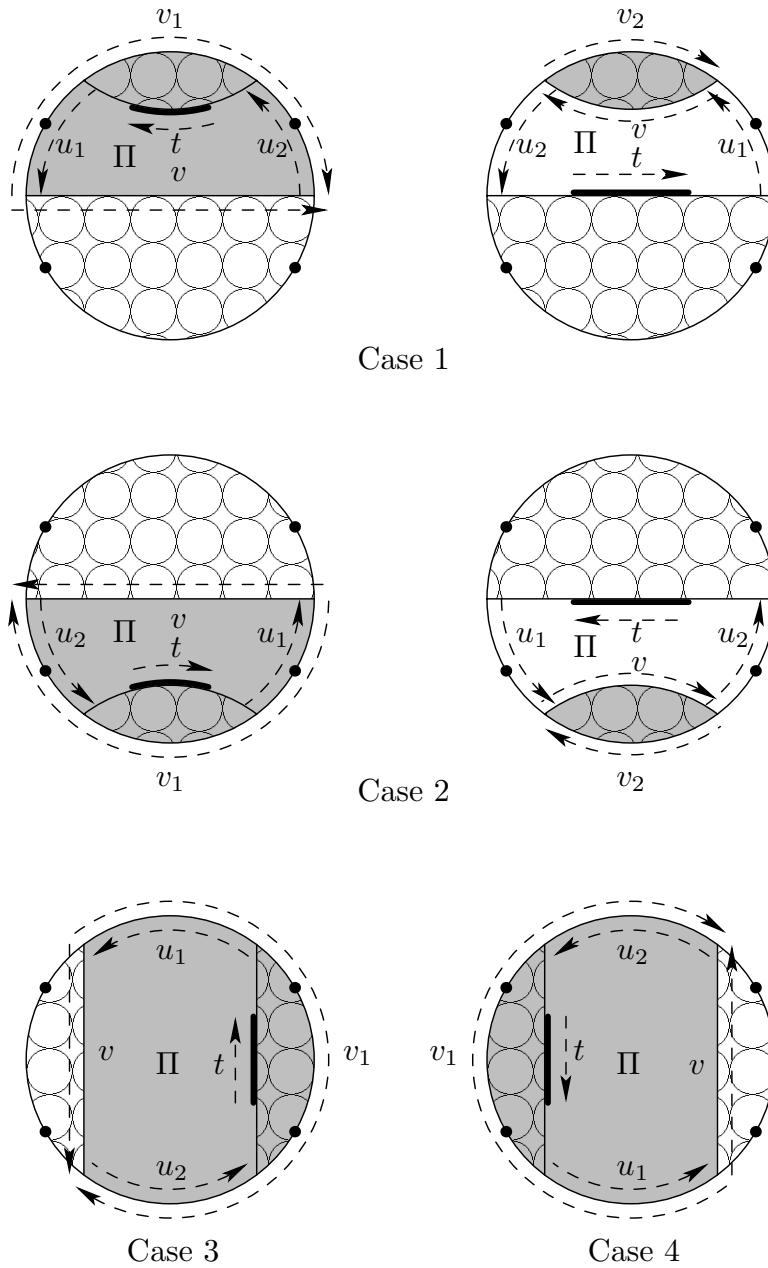 v₁ v₂
u₁ Π t v u₂ u₂ Π v t u₁
Case 1
u₂ Π v t u₁ u₁ Π t v u₂
v₁ v₂
Case 2
u₁ u₂
v Π t v₁ v₁ t Π v
u₂ u₁
Case 3 Case 4